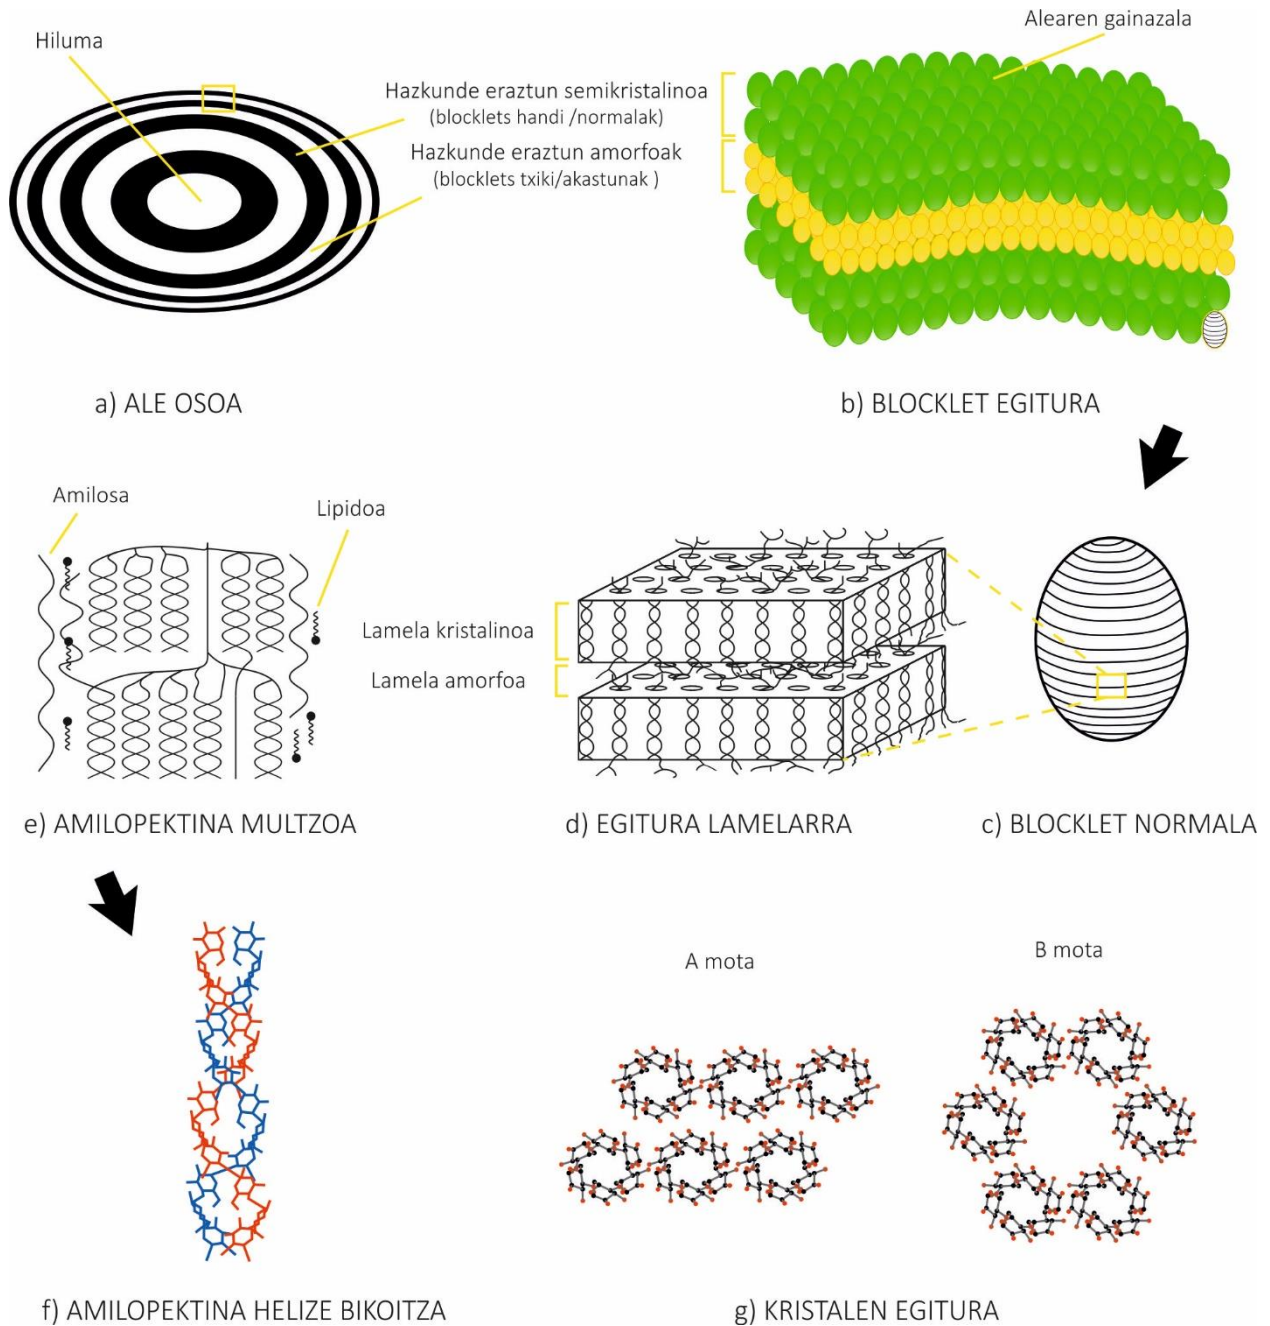 Hiluma
Alearen gainazala
Hazkunde eraztun semikristalinoa
(blocklets handi /normalak)
Hazkunde eraztun amorfoak
(blocklets txiki/akastunak )
a) ALE OSOA
b) BLOCKLET EGITURA
Amilosa
Lipidoa
Lamela kristalinoa
Lamela amorfoa
e) AMILOPEKTINA MULTZOA
d) EGITURA LAMELARRA
c) BLOCKLET NORMALA
A mota
B mota
f) AMILOPEKTINA HELIZE BIKOITZA
g) KRISTALEN EGITURA